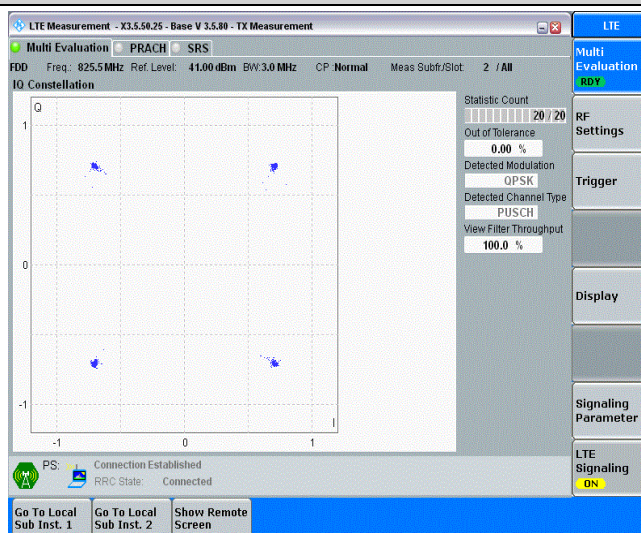 LTE Measurement - X3.5.50.25 - Base V 3.5.80 - TX Measurement
LTE
Multi Evaluation PRACH SRS
FDD Freq.: 825.5 MHz Ref. Level: 41.00 dBm BW: 3.0 MHz CP : Normal Meas Subfr./Slot: 2 / All
IQ Constellation
Q
1
0
-1
I
-1 0 1
Statistic Count
20 / 20
Out of Tolerance
0.00 %
Detected Modulation
QPSK
Detected Channel Type
PUSCH
View Filter Throughput
100.0 %
Multi
Evaluation
RDY
RF
Settings
Trigger
Display
Signaling
Parameter
LTE
Signaling
ON
PS: Connection Established
RRC State: Connected
Go To Local
Sub Inst. 1
Go To Local
Sub Inst. 2
Show Remote
Screen